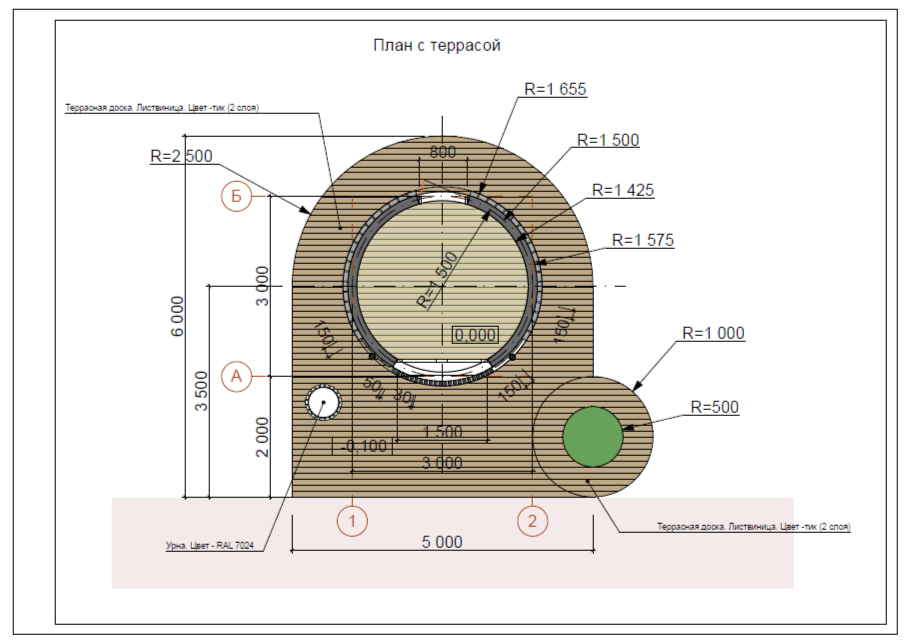 План с террасой
R=1 655
Террасная доска. Листвиница. Цвет -тик (2 слоя)
R=1 500
800
R=2 500
R=1 425
Б
R=1 575
3 000
R=1 500
6 000
150
150
0,000
R=1 000
А
3 500
50
30
150
R=500
1 500
2 000
-0,100
3 000
1
2
Террасная доска. Листвиница. Цвет -тик (2 слоя)
Урна. Цвет - RAL 7024
5 000